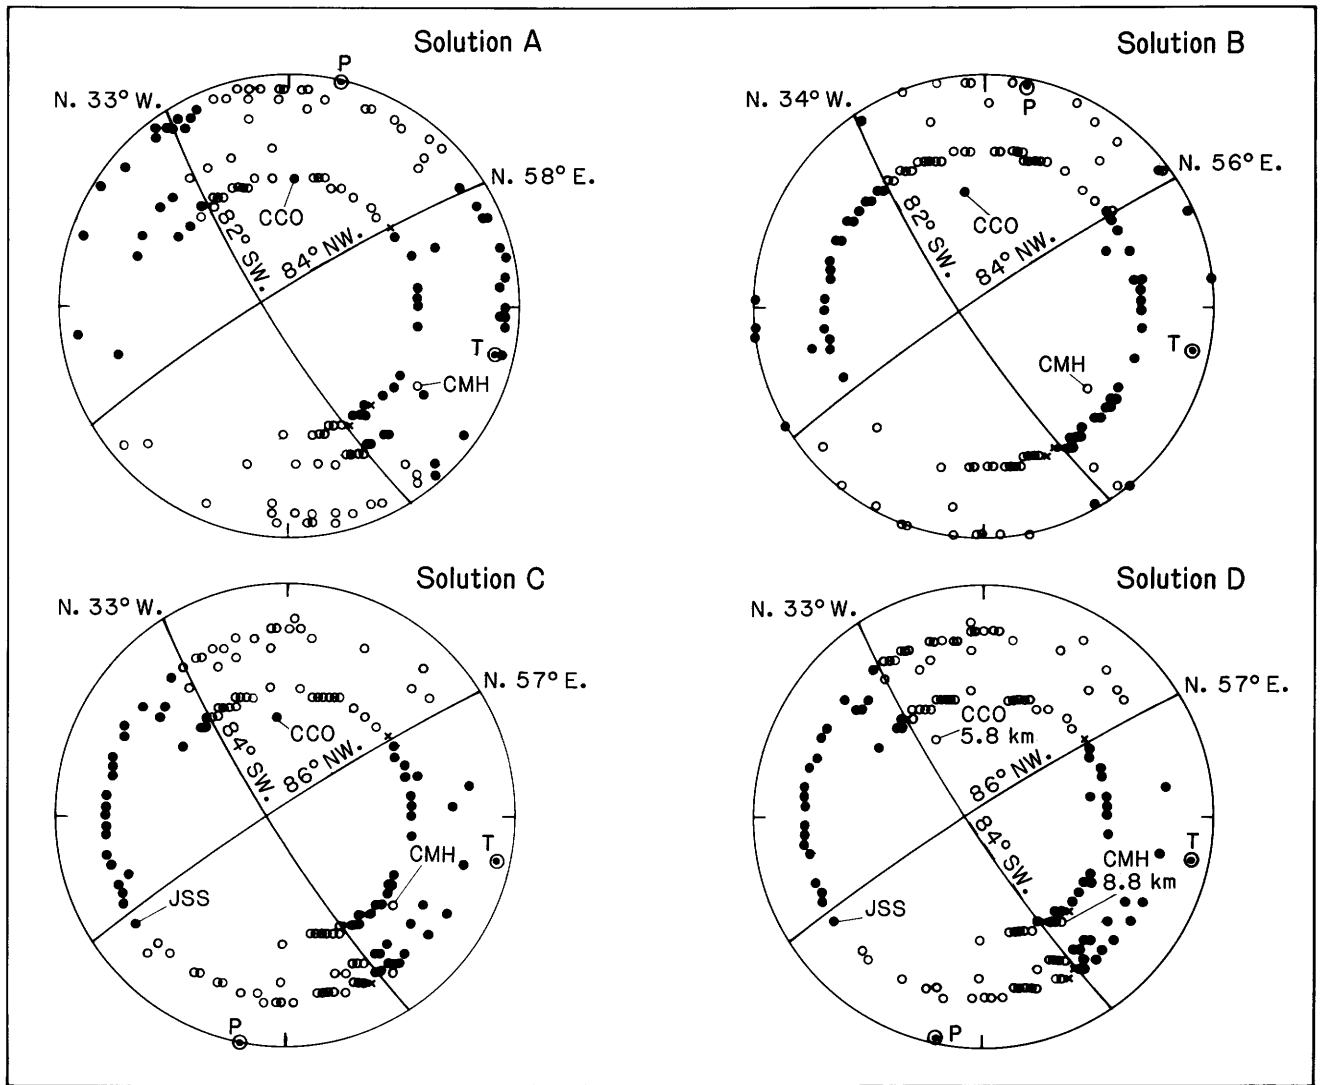 Solution A
P
N. 33° W.
N. 58° E.
CCO
82° SW.
84° NW.
T
CMH
Solution B
P
N. 34° W.
N. 56° E.
CCO
82° SW.
84° NW.
T
CMH
Solution C
N. 33° W.
N. 57° E.
CCO
84° SW.
86° NW.
T
CMH
JSS
P
Solution D
N. 33° W.
N. 57° E.
CCO
5.8 km
86° NW.
84° SW.
T
CMH
8.8 km
JSS
P